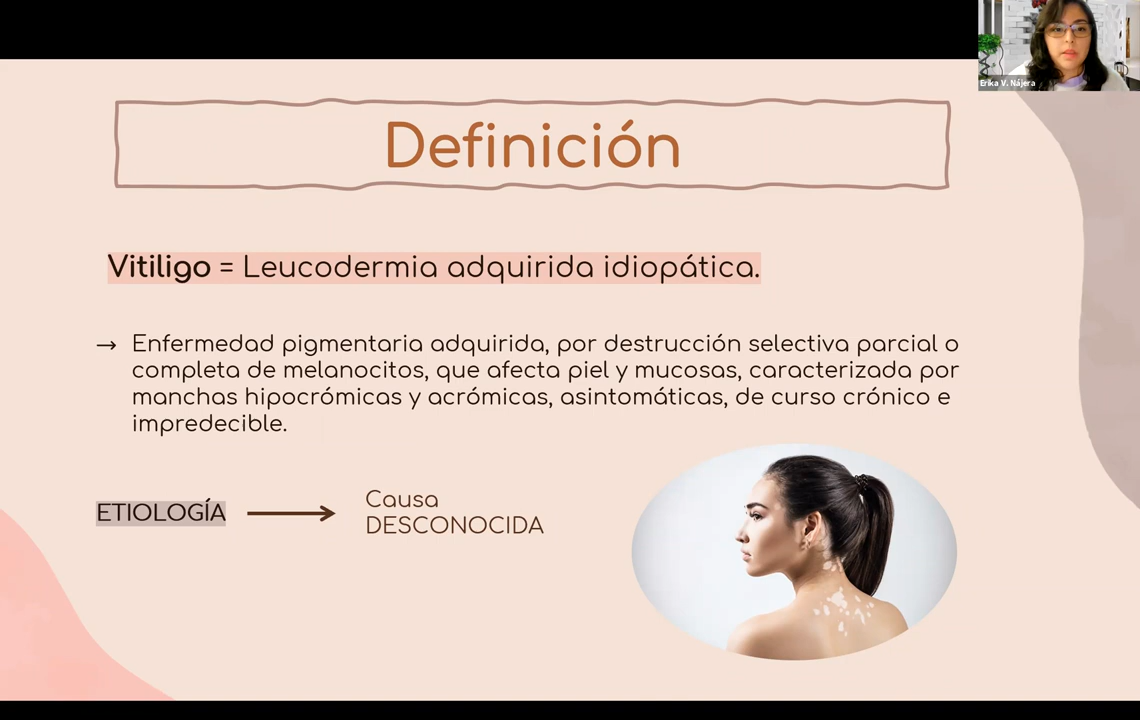 Erika V. Nájera
Definición
Vitiligo = Leucodermia adquirida idiopática.
→ Enfermedad pigmentaria adquirida, por destrucción selectiva parcial o
completa de melanocitos, que afecta piel y mucosas, caracterizada por
manchas hipocrómicas y acrómicas, asintomáticas, de curso crónico e
impredecible.
ETIOLOGÍA
Causa
DESCONOCIDA